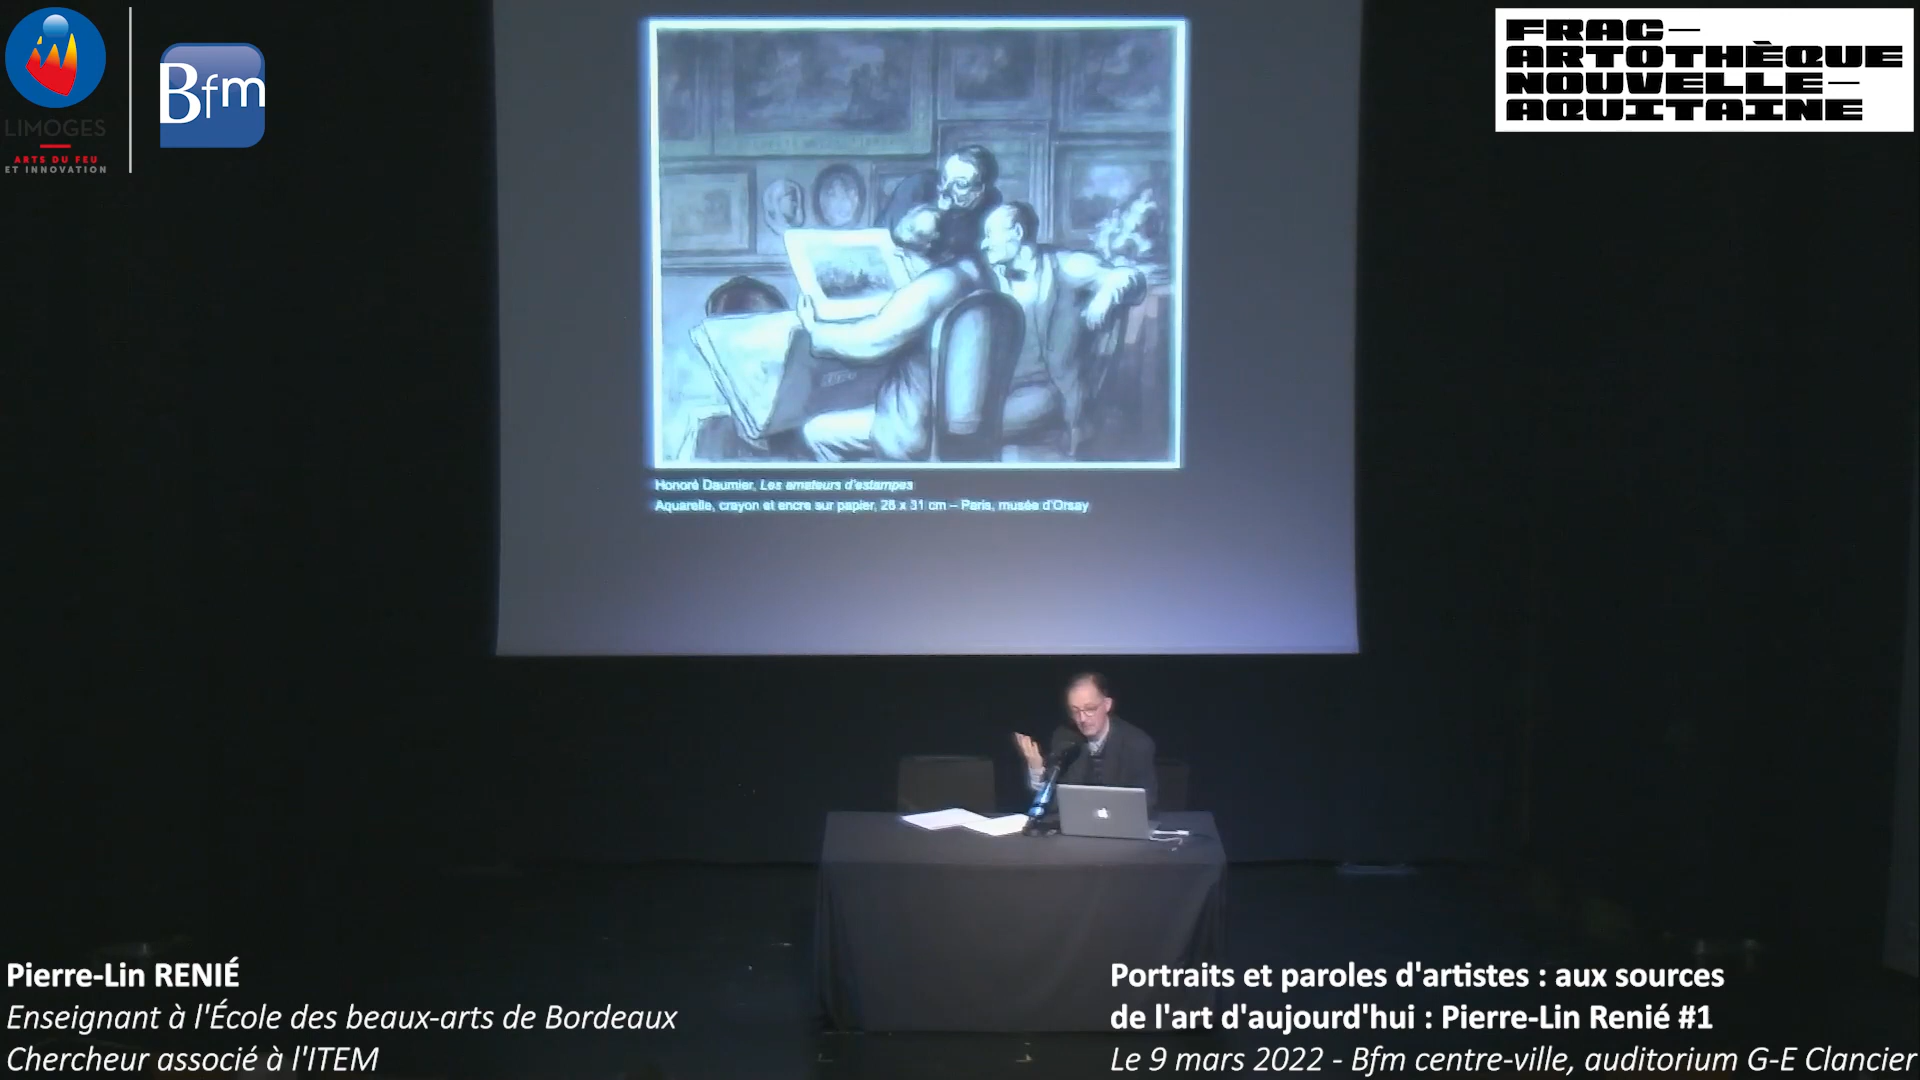 LIMOGES
ARTS DU FEU
ET INNOVATION
Bfm
FRAC—
ARTOTHÈQUE
NOUVELLE—
AQUITAINE
Honoré Daumier, Les amateurs d'estampes
Aquarelle, crayon et encre sur papier, 26 x 31 cm – Paris, musée d'Orsay
Pierre-Lin RENIÉ
Enseignant à l'École des beaux-arts de Bordeaux
Chercheur associé à l'ITEM
Portraits et paroles d'artistes : aux sources
de l'art d'aujourd'hui : Pierre-Lin Renié #1
Le 9 mars 2022 - Bfm centre-ville, auditorium G-E Clancier